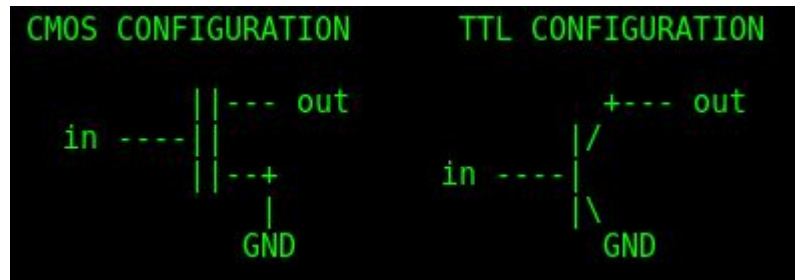 CMOS CONFIGURATION TTL CONFIGURATION
||--- out +--- out
in ----|| |/
||--+ in ----|
| |\
GND GND